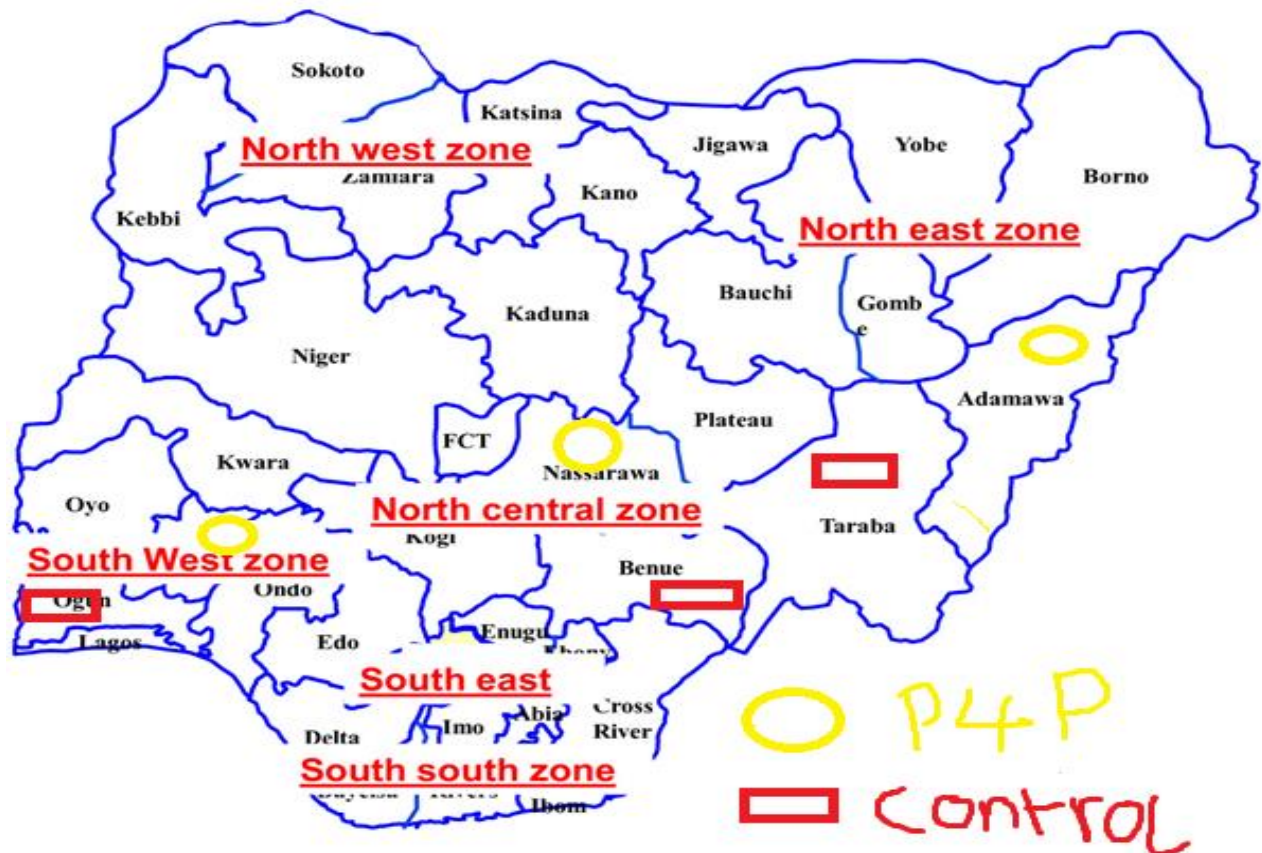 Sokoto
Katsina
Jigawa
Yobe
Borno
North west zone
Zamfara
Kano
Kebbi
North east zone
Bauchi
Gomb
e
Kaduna
Niger
Adamawa
Plateau
FCT
Nassarawa
Kwara
Oyo
North central zone
Taraba
Kogi
South West zone
Benue
Ondo
Ogun
Lagos
Edo
Enugu
South east
Abia
Cross
River
Imo
Delta
South south zone
Ibom
P4P
Control